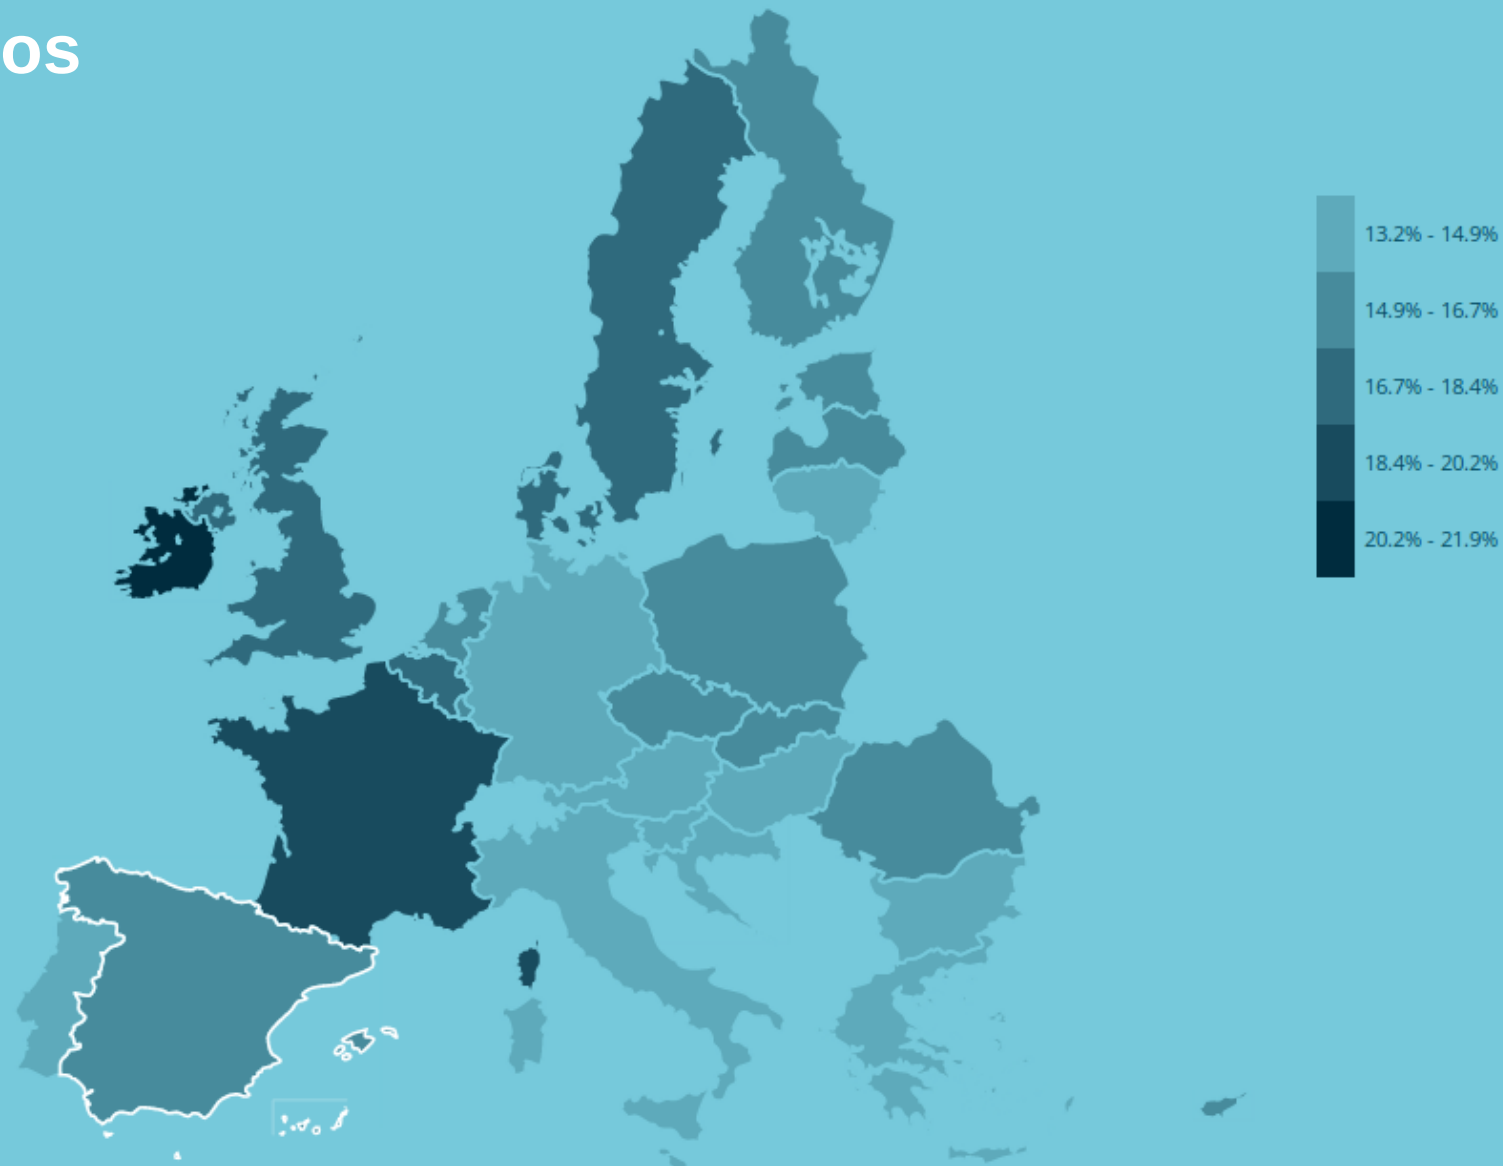 os
13.2% - 14.9%
14.9% - 16.7%
16.7% - 18.4%
18.4% - 20.2%
20.2% - 21.9%